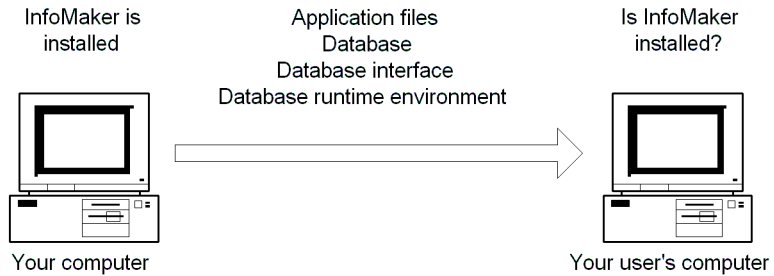 InfoMaker is
installed
Application files
Database
Database interface
Database runtime environment
Is InfoMaker
installed?
Your computer
Your user's computer